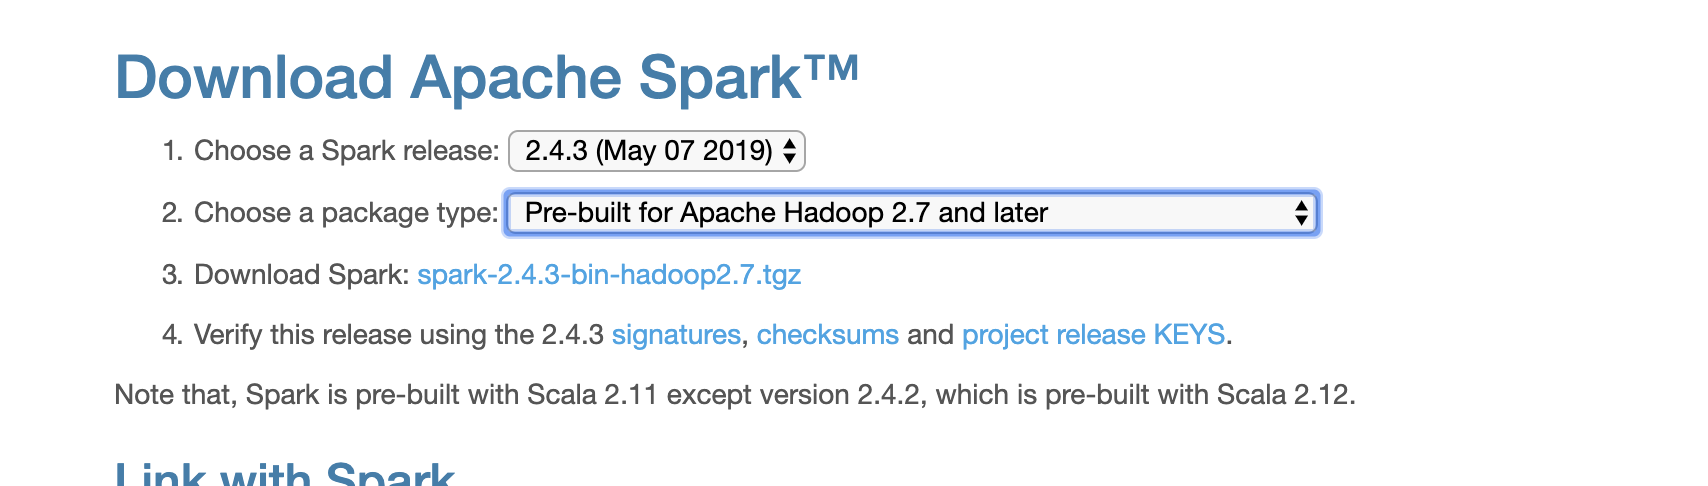 Download Apache Spark™
1. Choose a Spark release: 2.4.3 (May 07 2019)
2. Choose a package type: Pre-built for Apache Hadoop 2.7 and later
3. Download Spark: spark-2.4.3-bin-hadoop2.7.tgz
4. Verify this release using the 2.4.3 signatures, checksums and project release KEYS.
Note that, Spark is pre-built with Scala 2.11 except version 2.4.2, which is pre-built with Scala 2.12.
Link with Spark